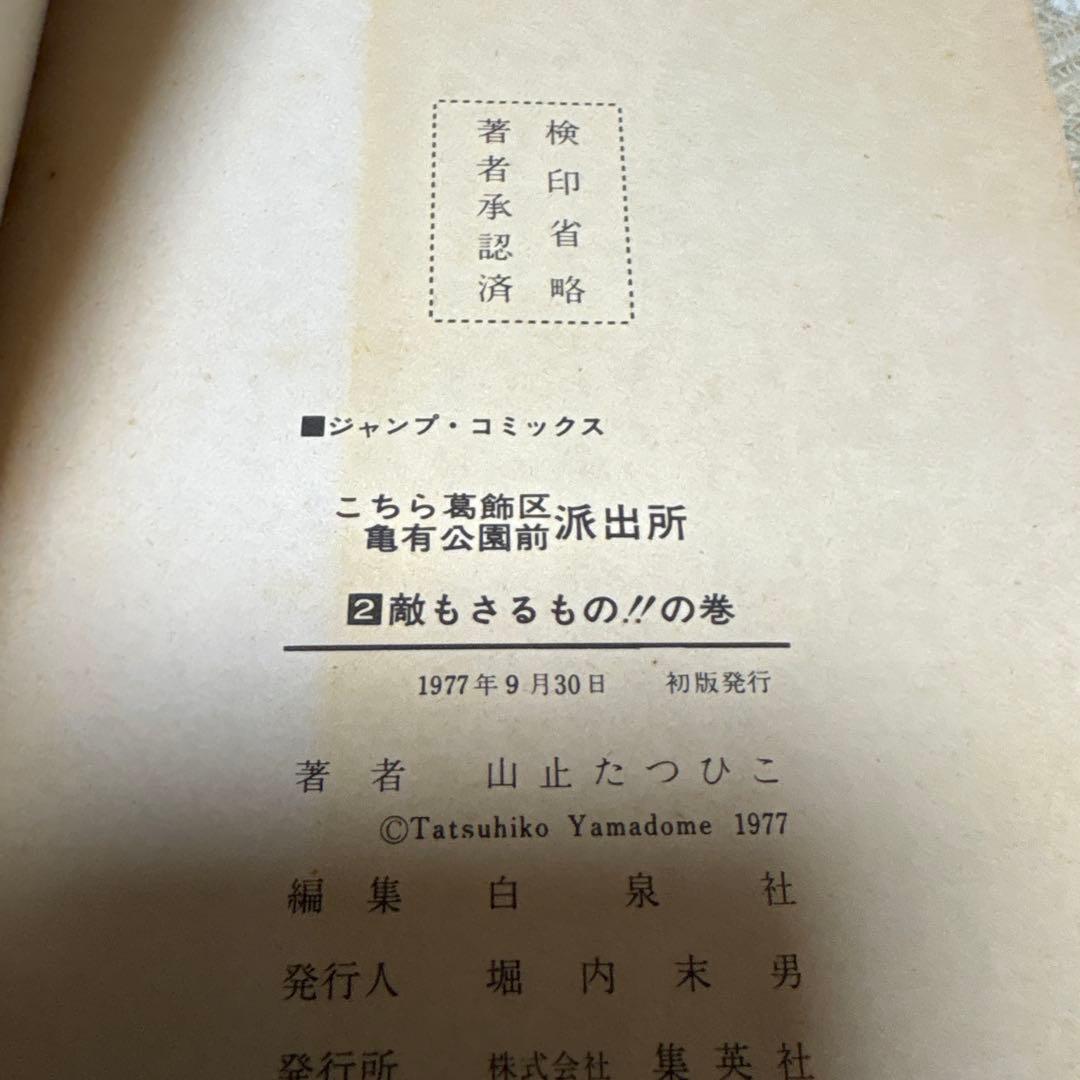 検印省略
著者承認済
■ジャンプ・コミックス
こちら葛飾区
亀有公園前派出所
2敵もさるもの!!の巻
1977年9月30日 初版発行
著者 山止たつひこ
©Tatsuhiko Yamadome 1977
編集 白泉社
発行人 堀内末男
発行所 株式会社 集英社